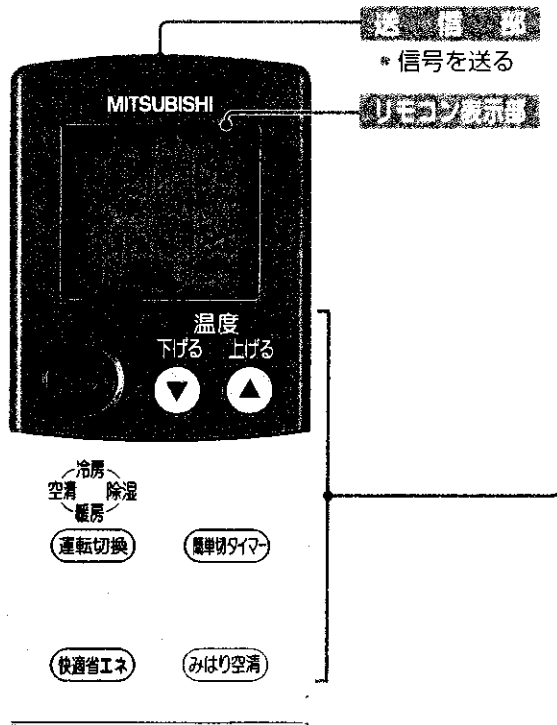 送信部
* 信号を送る
MITSUBISHI
リモコン表示部
温度
下げる 上げる
冷房
空清 除湿
暖房
運転切換 簡単切タイマー
快適省エネ みはり空清